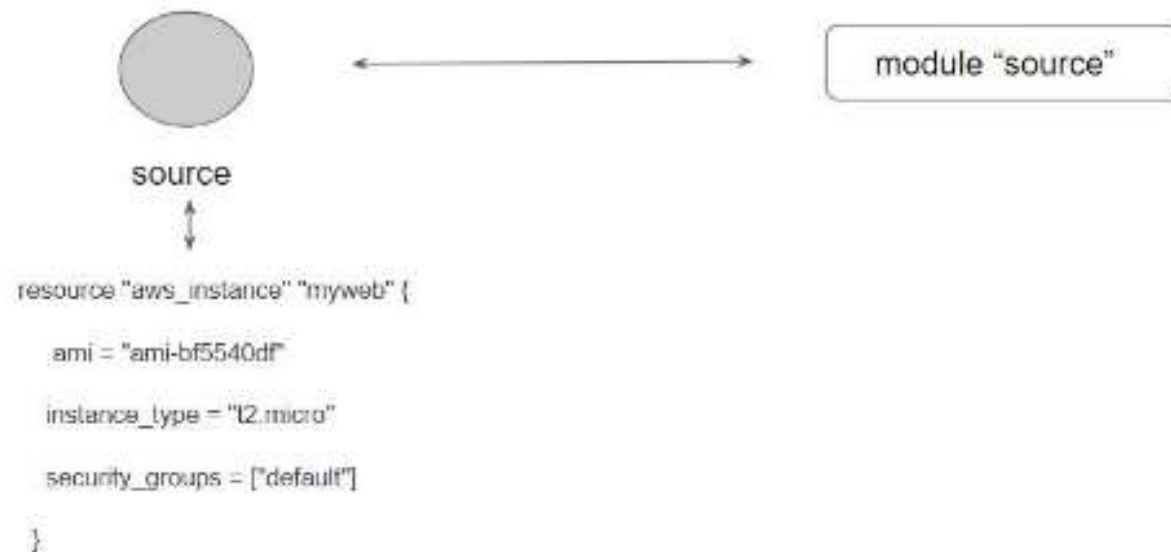 module “source”
source
resource "aws_instance" "myweb" {
ami = "ami-bf5540df"
instance_type = "t2.micro"
security_groups = ["default"]
}